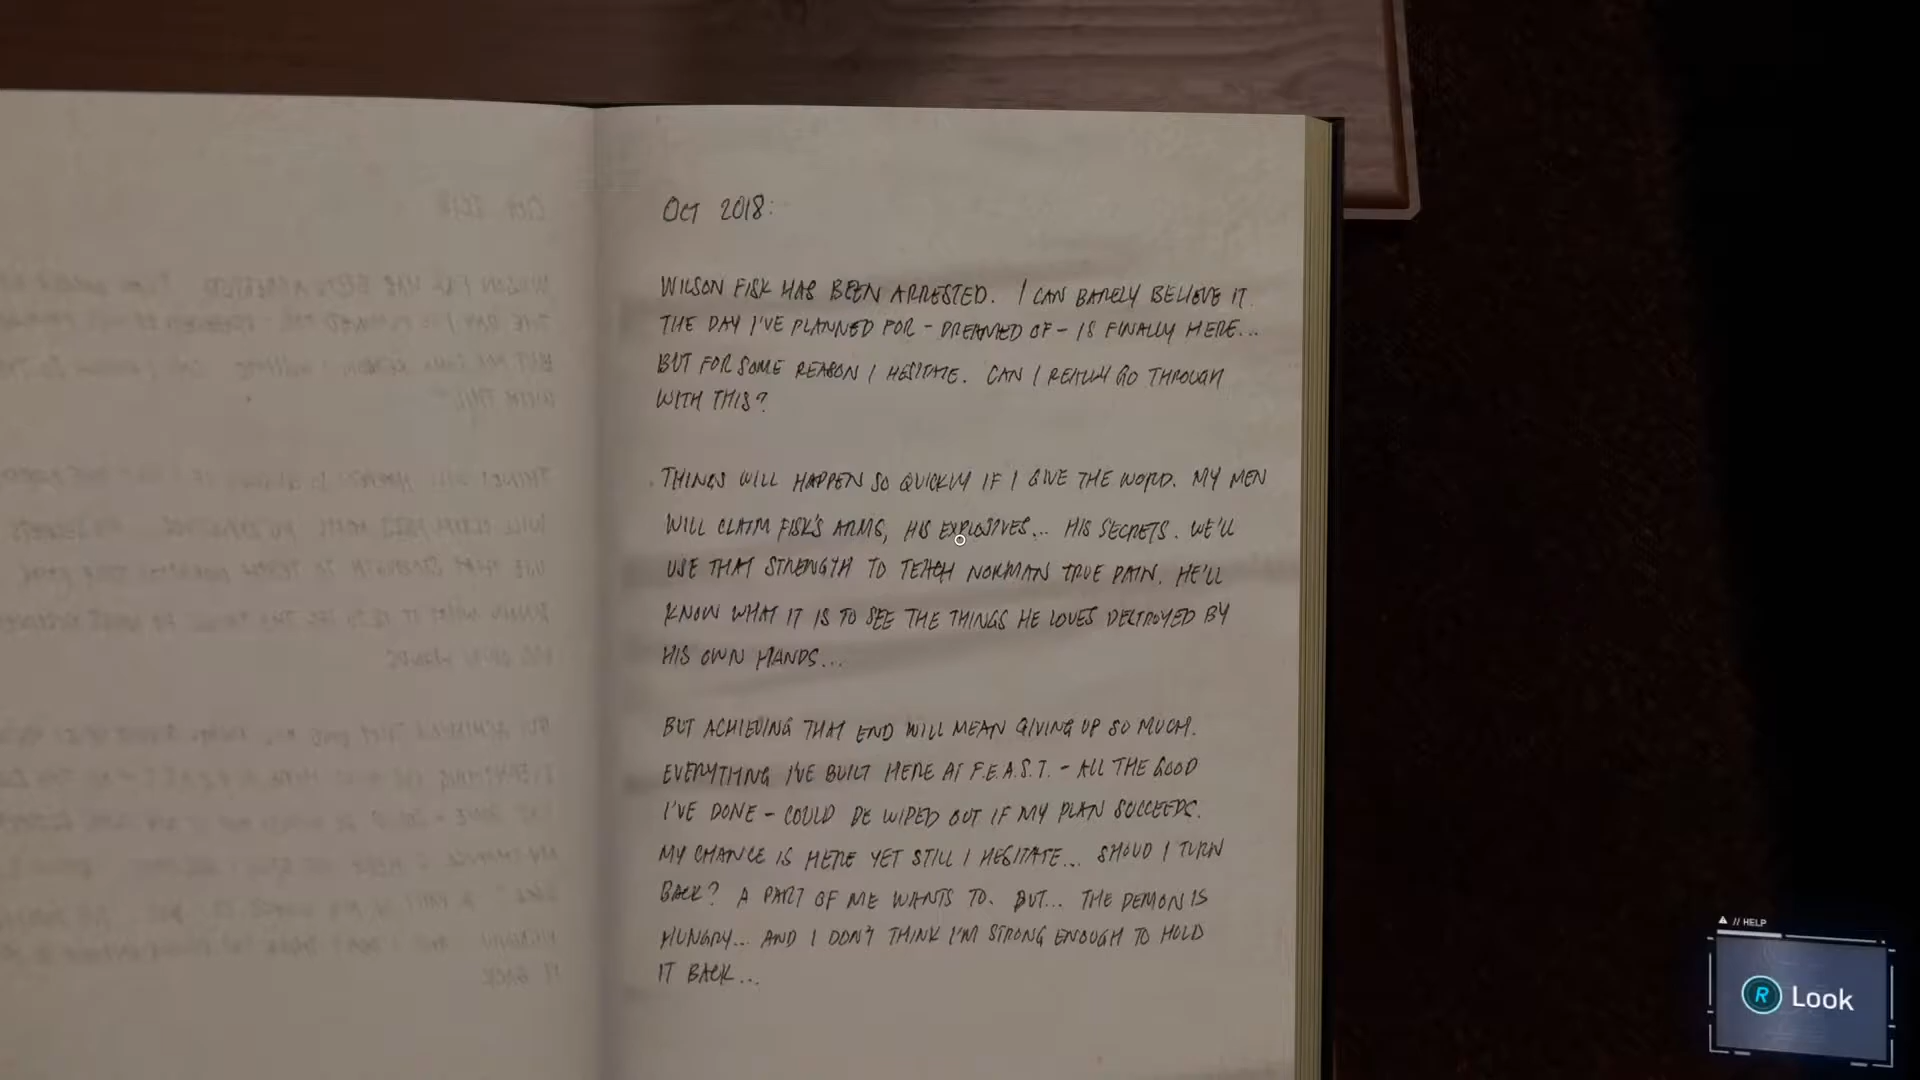 OCT 2018:
WILSON FISK HAS BEEN ARRESTED. I CAN BARELY BELIEVE IT.
THE DAY I'VE PLANNED FOR - DREAMED OF - IS FINALLY HERE...
BUT FOR SOME REASON I HESITATE. CAN I REALLY GO THROUGH
WITH THIS?
THINGS WILL HAPPEN SO QUICKLY IF I GIVE THE WORD. MY MEN
WILL CLAIM FISK'S ARMS, HIS EXPLOSIVES... HIS SECRETS. WE'LL
USE THAT STRENGTH TO TEACH NORMAN TRUE PAIN. HE'LL
KNOW WHAT IT IS TO SEE THE THINGS HE LOVES DESTROYED BY
HIS OWN HANDS...
BUT ACHIEVING THAT END WILL MEAN GIVING UP SO MUCH.
EVERYTHING I'VE BUILT HERE AT F.E.A.S.T. - ALL THE GOOD
I'VE DONE - COULD BE WIPED OUT IF MY PLAN SUCCEEDS.
MY CHANCE IS HERE YET STILL I HESITATE... SHOUD I TURN
BACK? A PART OF ME WANTS TO. BUT... THE DEMON IS
HUNGRY... AND I DON'T THINK I'M STRONG ENOUGH TO HOLD
IT BACK...
// HELP
R Look